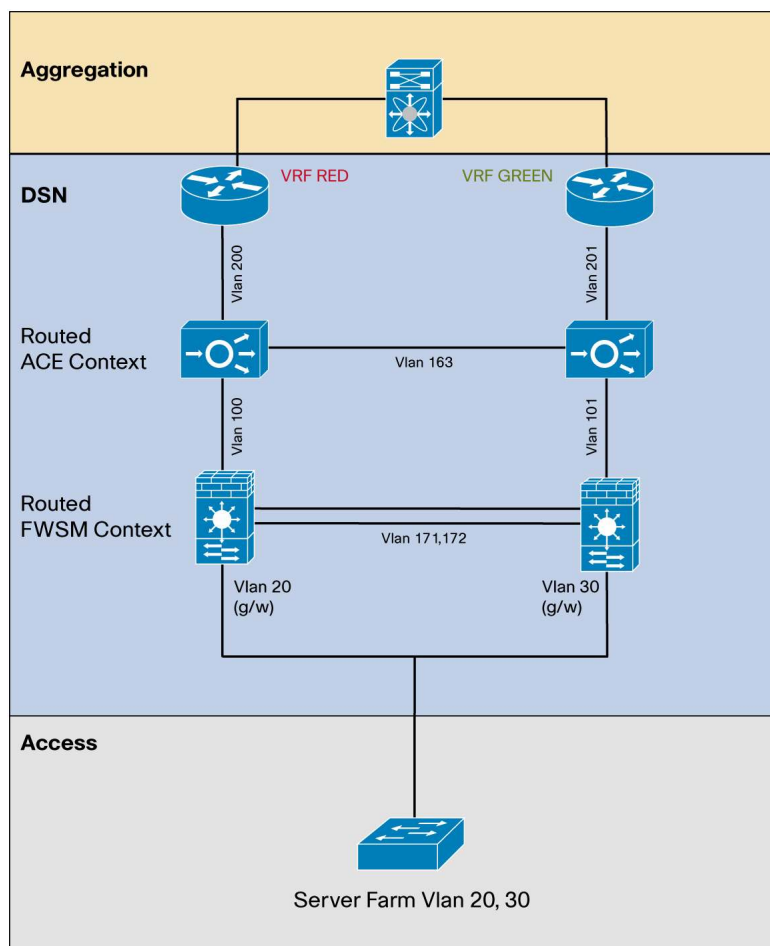 Aggregation
VRF RED
VRF GREEN
DSN
Vlan 200
Vlan 201
Routed
ACE Context
Vlan 163
Vlan 100
Vlan 101
Routed
FWSM Context
Vlan 171,172
Vlan 20
(g/w)
Vlan 30
(g/w)
Access
Server Farm Vlan 20, 30